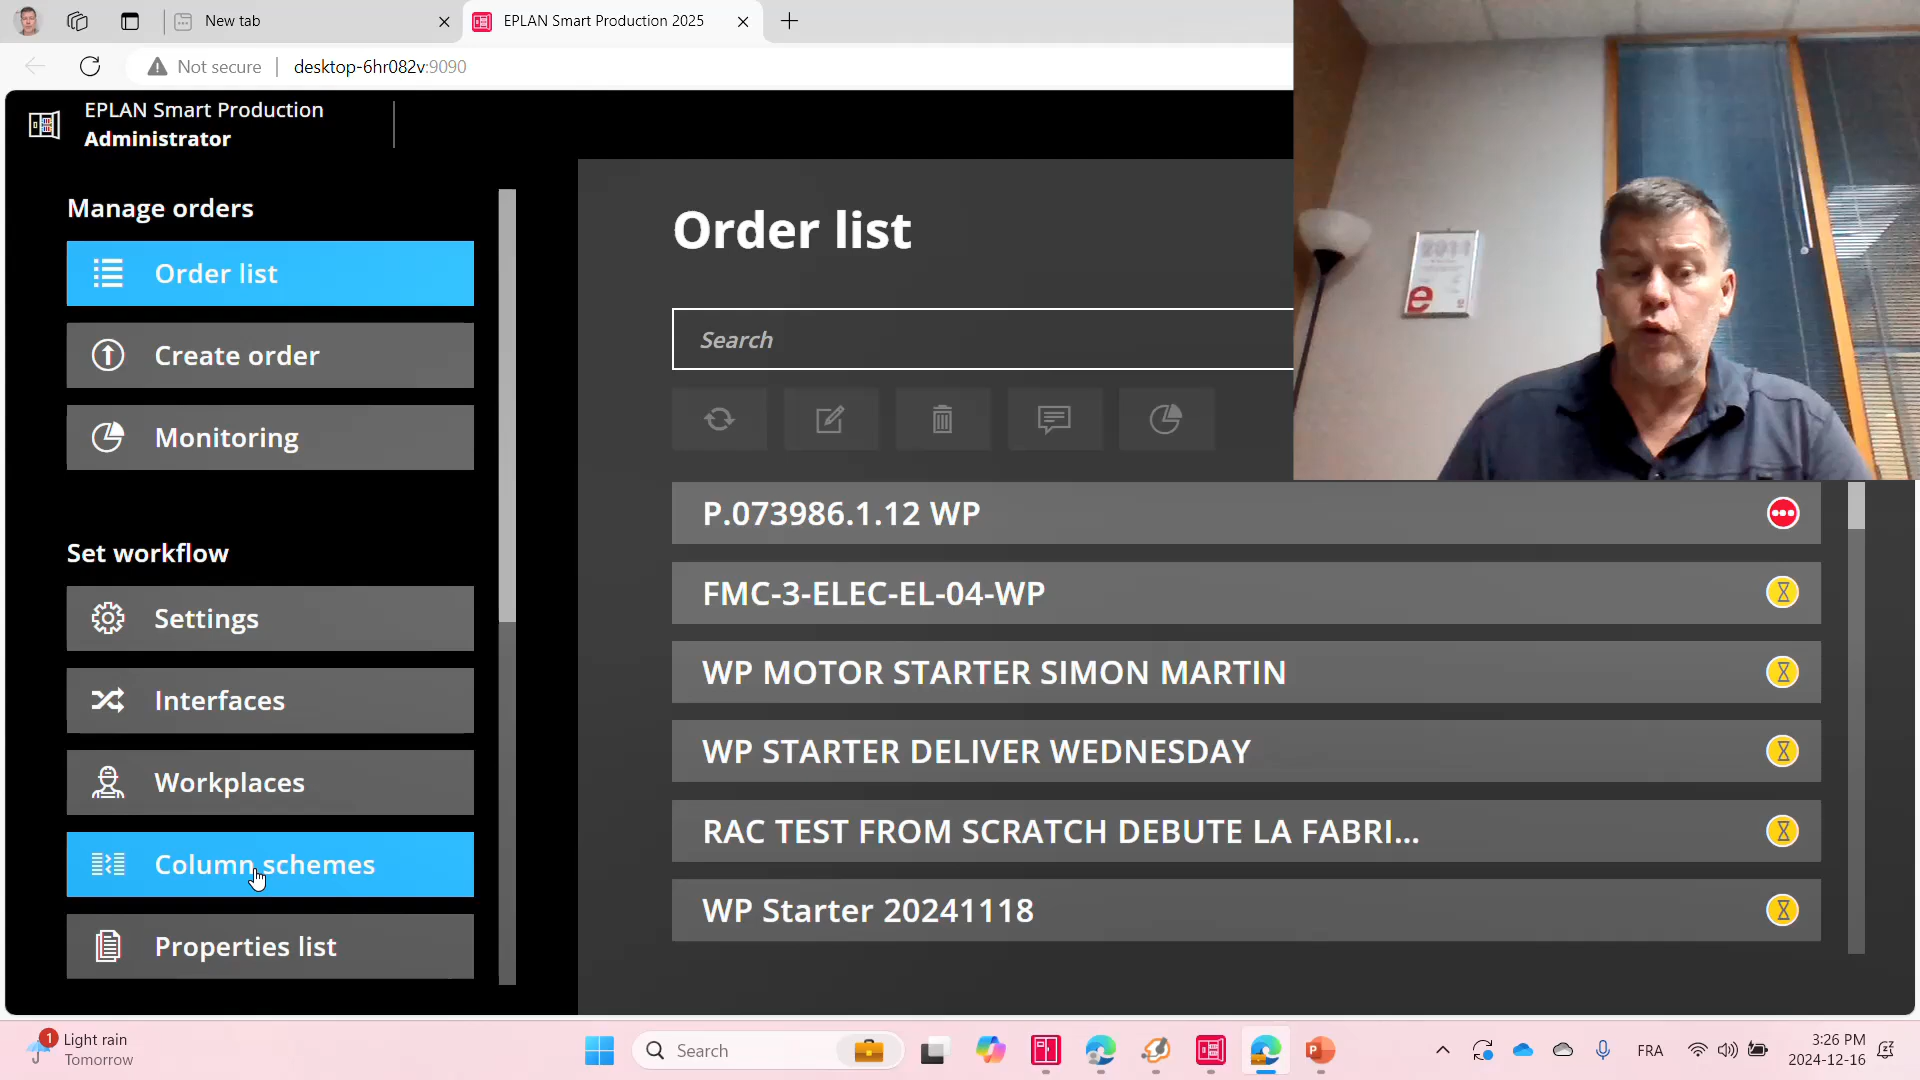 New tab
EPLAN Smart Production 2025
Not secure
desktop-6hr082v:9090
EPLAN Smart Production
Administrator
Manage orders
Order list
Create order
Monitoring
Set workflow
Settings
Interfaces
Workplaces
Column schemes
Properties list
Order list
Search
P.073986.1.12 WP
FMC-3-ELEC-EL-04-WP
WP MOTOR STARTER SIMON MARTIN
WP STARTER DELIVER WEDNESDAY
RAC TEST FROM SCRATCH DEBUTE LA FABRI...
WP Starter 20241118
2011
e
1
Light rain
Tomorrow
Search
FRA
3:26 PM
2024-12-16